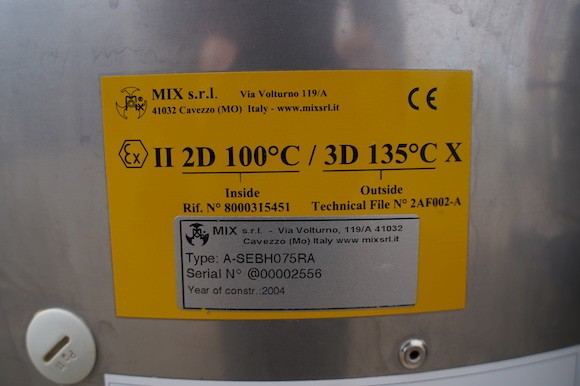 MIX s.r.l. Via Volturno 119/A
41032 Cavezzo (MO) Italy - www.mixsrl.it
CE
Ex II 2D 100°C / 3D 135°C X
Inside Outside
Rif. N° 8000315451 Technical File N° 2AF002-A
MIX s.r.l. - Via Volturno, 119/A 41032
Cavezzo (Mo) Italy www.mixsrl.it
Type: A-SEBH075RA
Serial N° @00002556
Year of constr.:2004